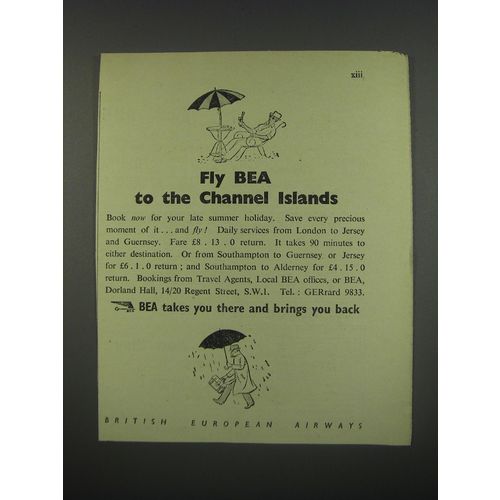 xiii
Fly BEA
to the Channel Islands
Book now for your late summer holiday. Save every precious
moment of it . . . and fly! Daily services from London to Jersey
and Guernsey. Fare £8 . 13 . 0 return. It takes 90 minutes to
either destination. Or from Southampton to Guernsey or Jersey
for £6 . 1 . 0 return ; and Southampton to Alderney for £4 . 15 . 0
return. Bookings from Travel Agents, Local BEA offices, or BEA,
Dorland Hall, 14/20 Regent Street, S.W.1. Tel. : GERrard 9833.
BEA takes you there and brings you back
BRITISH EUROPEAN AIRWAYS